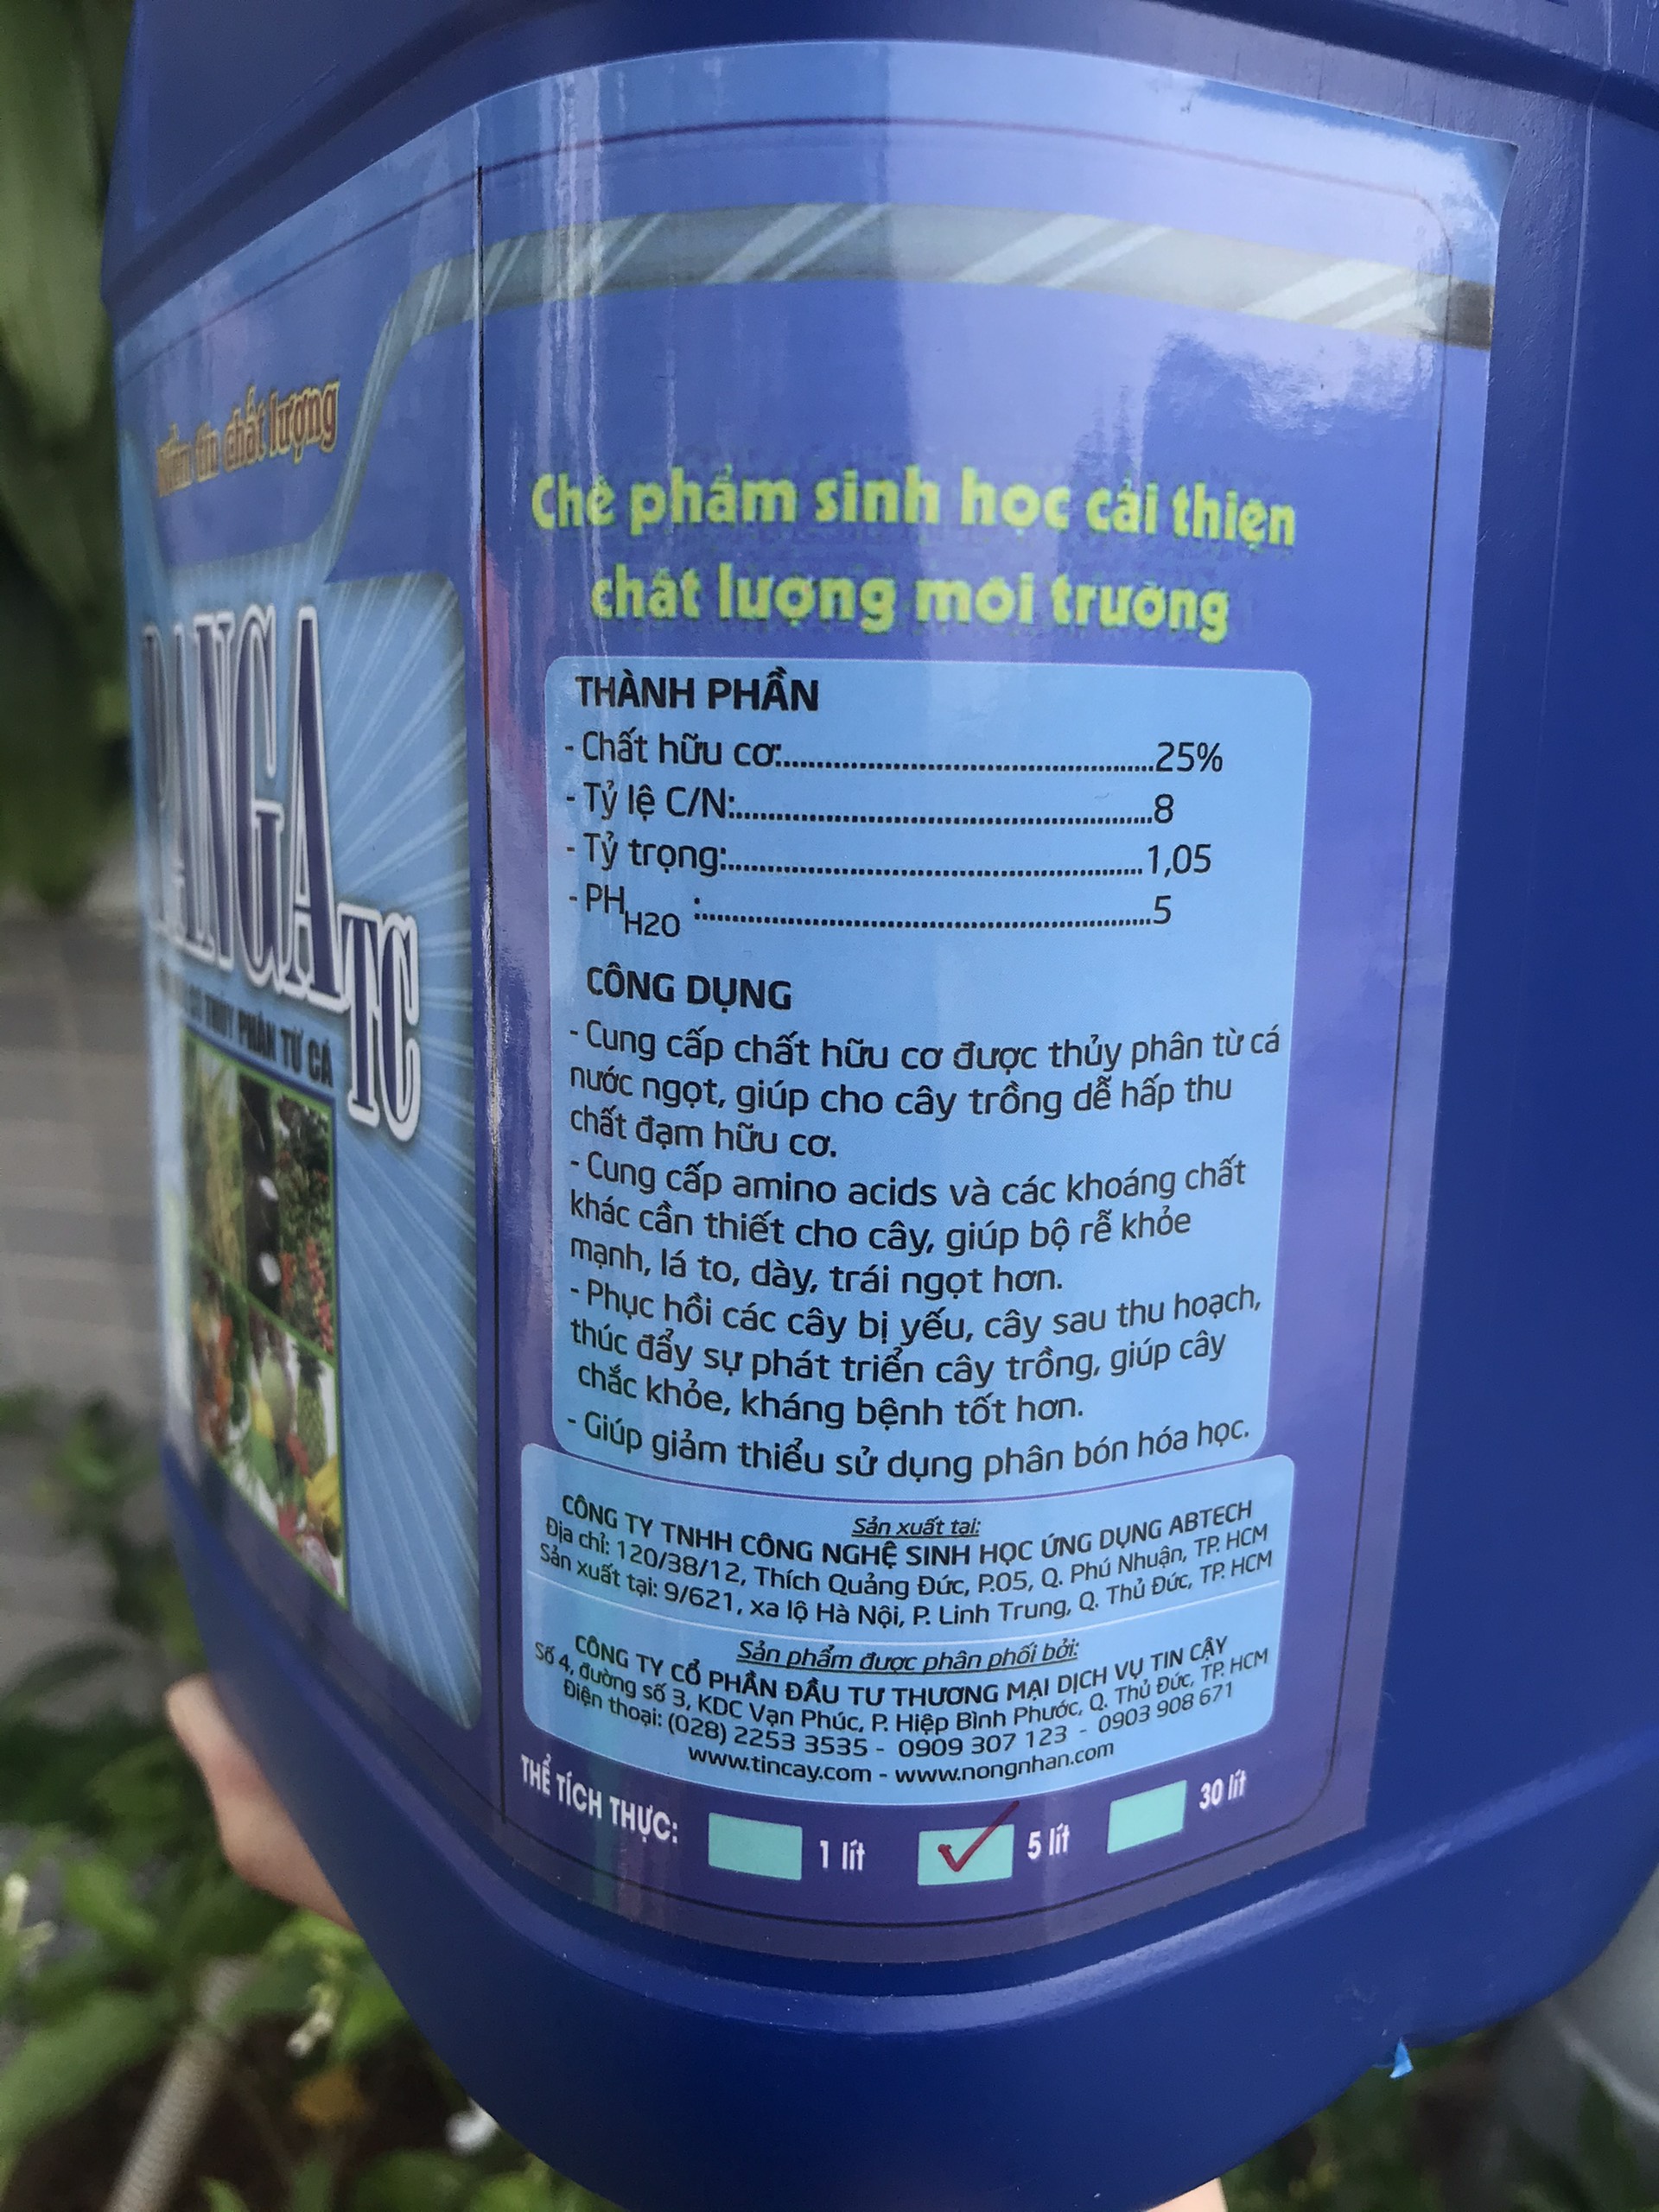 Niềm tin chất lượng
PANGA TC
THỦY PHÂN TỪ CÁ
Chế phẩm sinh học cải thiện
chất lượng môi trường
THÀNH PHẦN
- Chất hữu cơ:..................................................25%
- Tỷ lệ C/N:..................................................8
- Tỷ trọng:..................................................1,05
- PH H2O :..................................................5
CÔNG DỤNG
- Cung cấp chất hữu cơ được thủy phân từ cá
nước ngọt, giúp cho cây trồng dễ hấp thu
chất đạm hữu cơ.
- Cung cấp amino acids và các khoáng chất
khác cần thiết cho cây, giúp bộ rễ khỏe
mạnh, lá to, dày, trái ngọt hơn.
- Phục hồi các cây bị yếu, cây sau thu hoạch,
thúc đẩy sự phát triển cây trồng, giúp cây
chắc khỏe, kháng bệnh tốt hơn.
- Giúp giảm thiểu sử dụng phân bón hóa học.
Sản xuất tại:
CÔNG TY TNHH CÔNG NGHỆ SINH HỌC ỨNG DỤNG ABTECH
Địa chỉ: 120/38/12, Thích Quảng Đức, P.05, Q. Phú Nhuận, TP. HCM
Sản xuất tại: 9/621, xa lộ Hà Nội, P. Linh Trung, Q. Thủ Đức, TP. HCM
Sản phẩm được phân phối bởi:
CÔNG TY CỔ PHẦN ĐẦU TƯ THƯƠNG MẠI DỊCH VỤ TIN CẬY
Số 4, đường số 3, KDC Vạn Phúc, P. Hiệp Bình Phước, Q. Thủ Đức, TP. HCM
Điện thoại: (028) 2253 3535 - 0909 307 123 - 0903 908 671
www.tincay.com - www.nongnhan.com
THỂ TÍCH THỰC: 1 lít 5 lít 30 lít